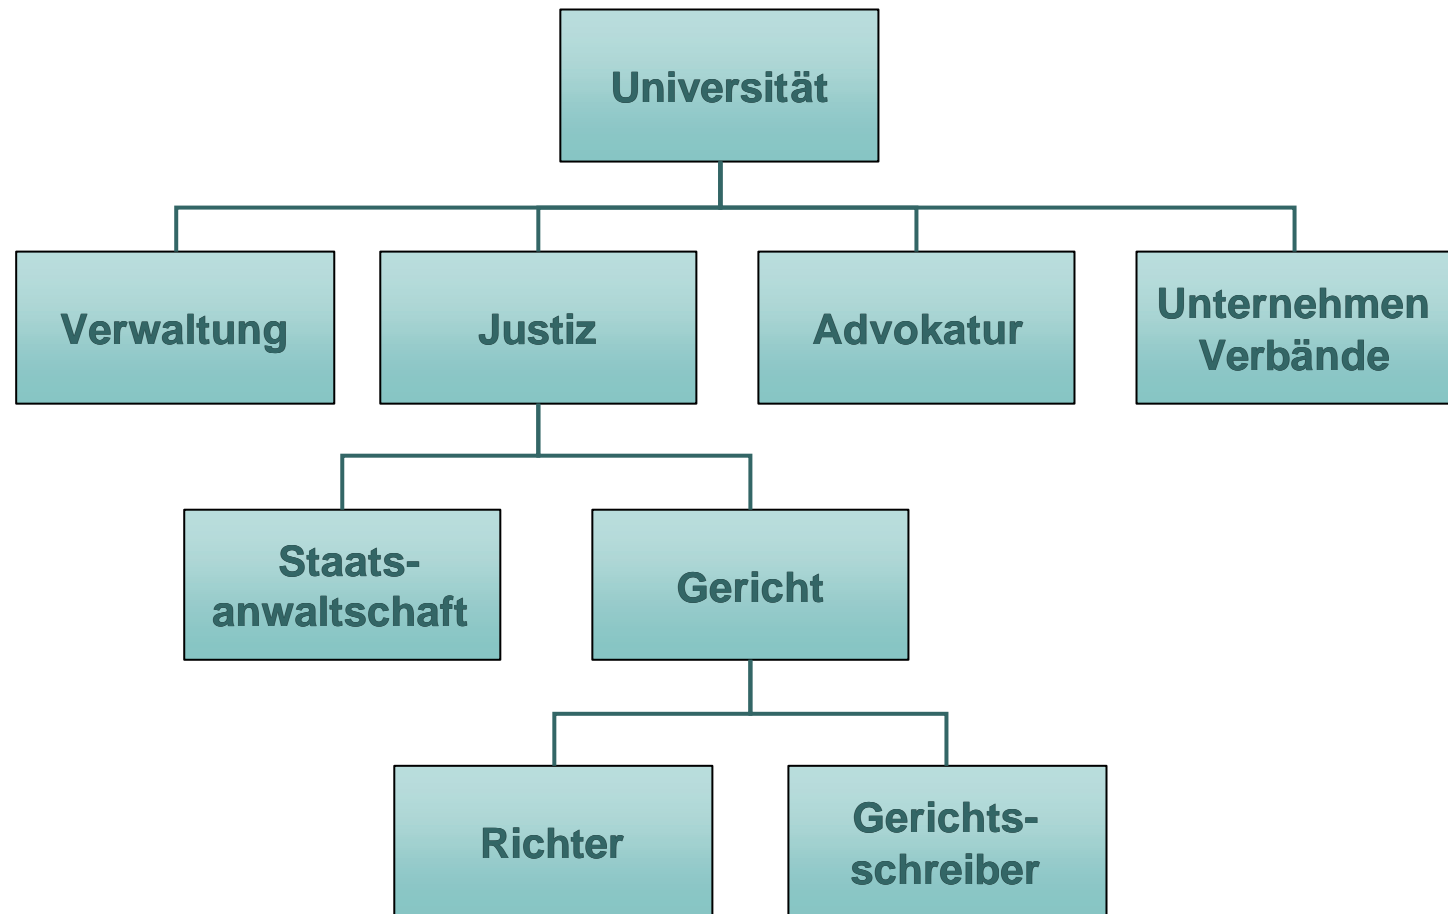 Universität
Verwaltung
Justiz
Advokatur
Unternehmen
Verbände
Staats-
anwaltschaft
Gericht
Richter
Gerichts-
schreiber